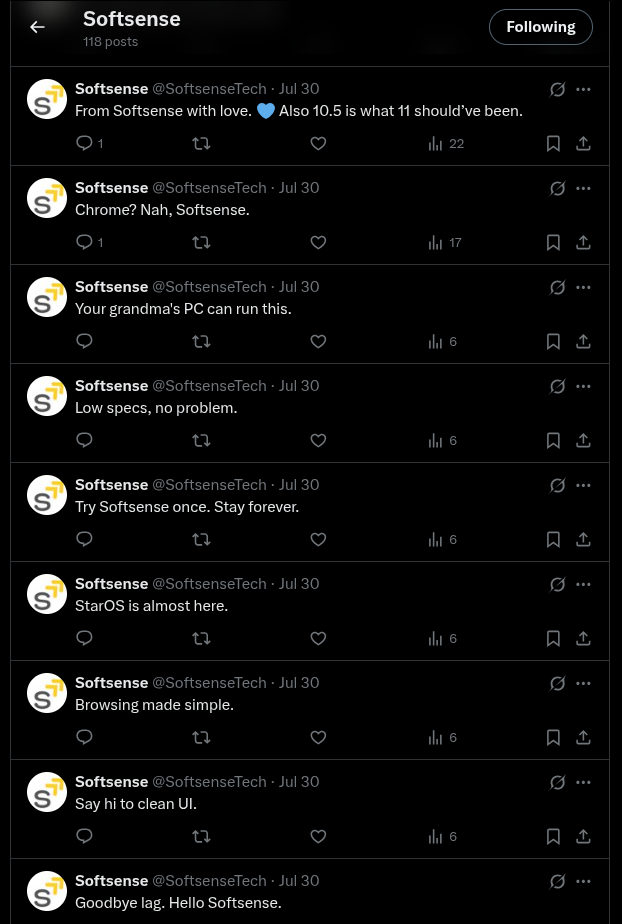 Softsense
118 posts
Following
Softsense @SoftsenseTech · Jul 30
From Softsense with love. 💙 Also 10.5 is what 11 should’ve been.
1 22
Softsense @SoftsenseTech · Jul 30
Chrome? Nah, Softsense.
1 17
Softsense @SoftsenseTech · Jul 30
Your grandma's PC can run this.
6
Softsense @SoftsenseTech · Jul 30
Low specs, no problem.
6
Softsense @SoftsenseTech · Jul 30
Try Softsense once. Stay forever.
6
Softsense @SoftsenseTech · Jul 30
StarOS is almost here.
6
Softsense @SoftsenseTech · Jul 30
Browsing made simple.
6
Softsense @SoftsenseTech · Jul 30
Say hi to clean UI.
6
Softsense @SoftsenseTech · Jul 30
Goodbye lag. Hello Softsense.